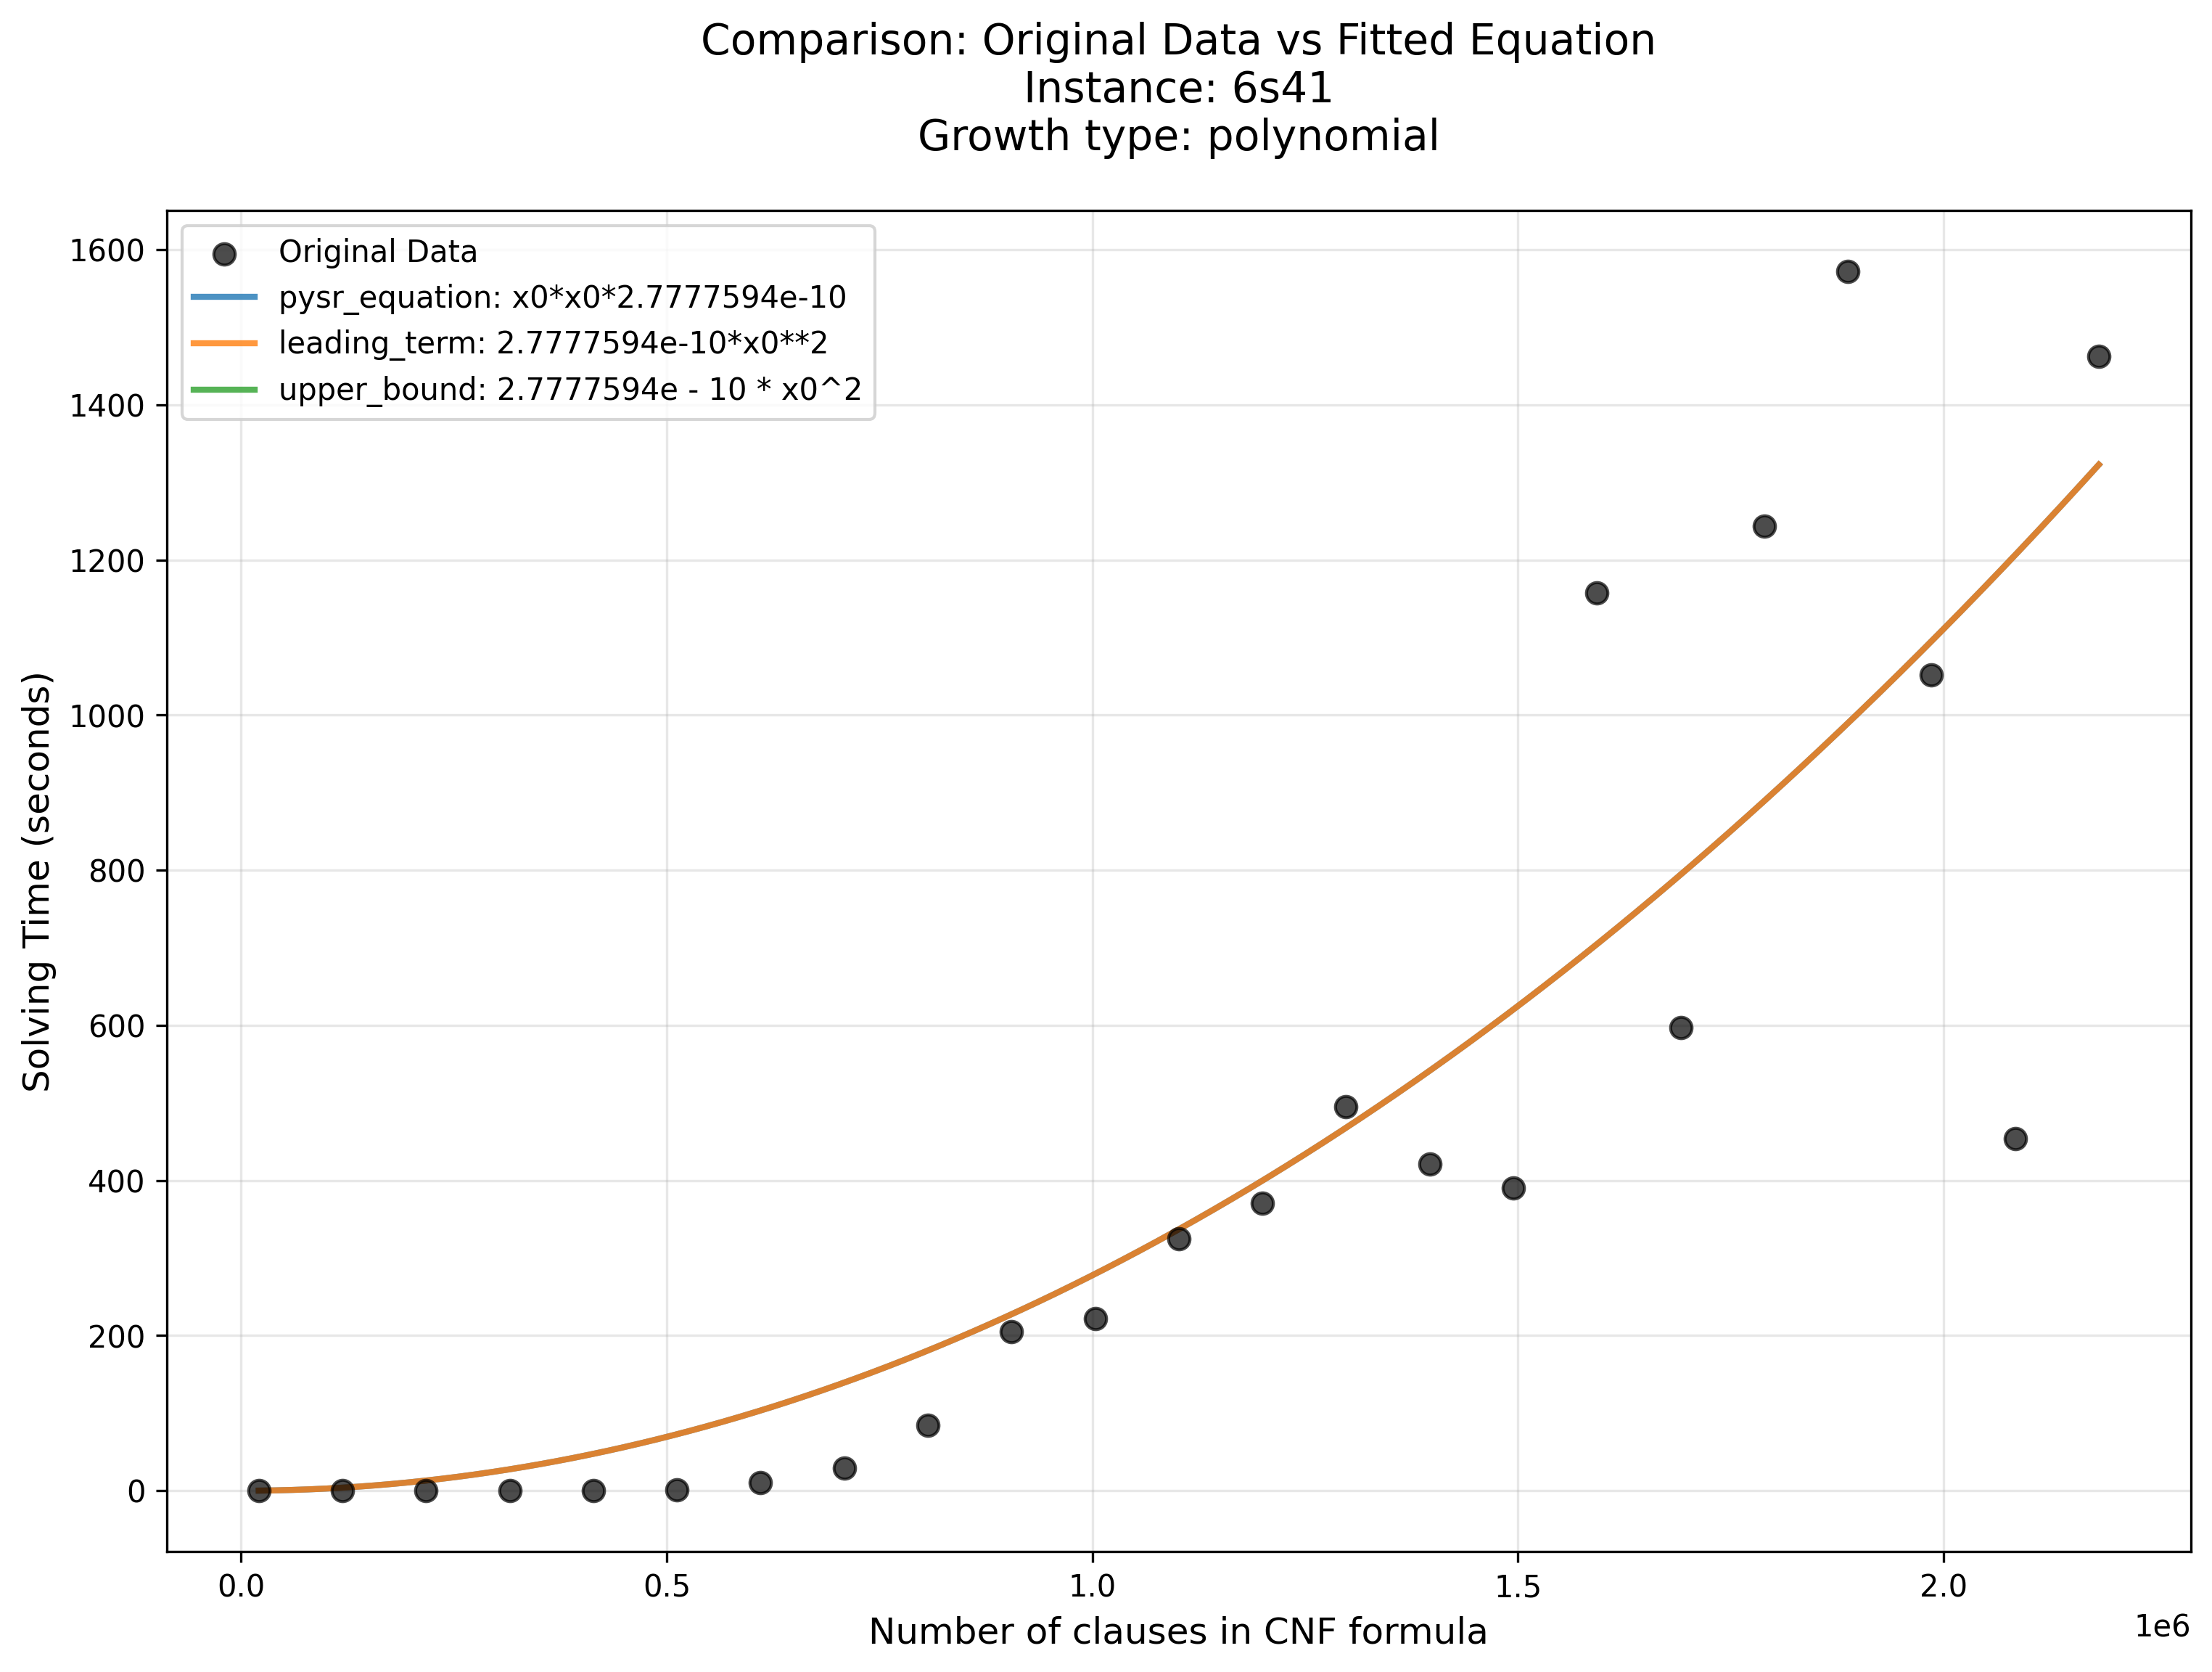 Comparison: Original Data vs Fitted Equation
Instance: 6s41
Growth type: polynomial
Original Data
pysr_equation: x0*x0*2.7777594e-10
leading_term: 2.7777594e-10*x0**2
upper_bound: 2.7777594e - 10 * x0^2
Solving Time (seconds)
1600
1400
1200
1000
800
600
400
200
0
0.0
0.5
1.0
1.5
2.0
1e6
Number of clauses in CNF formula